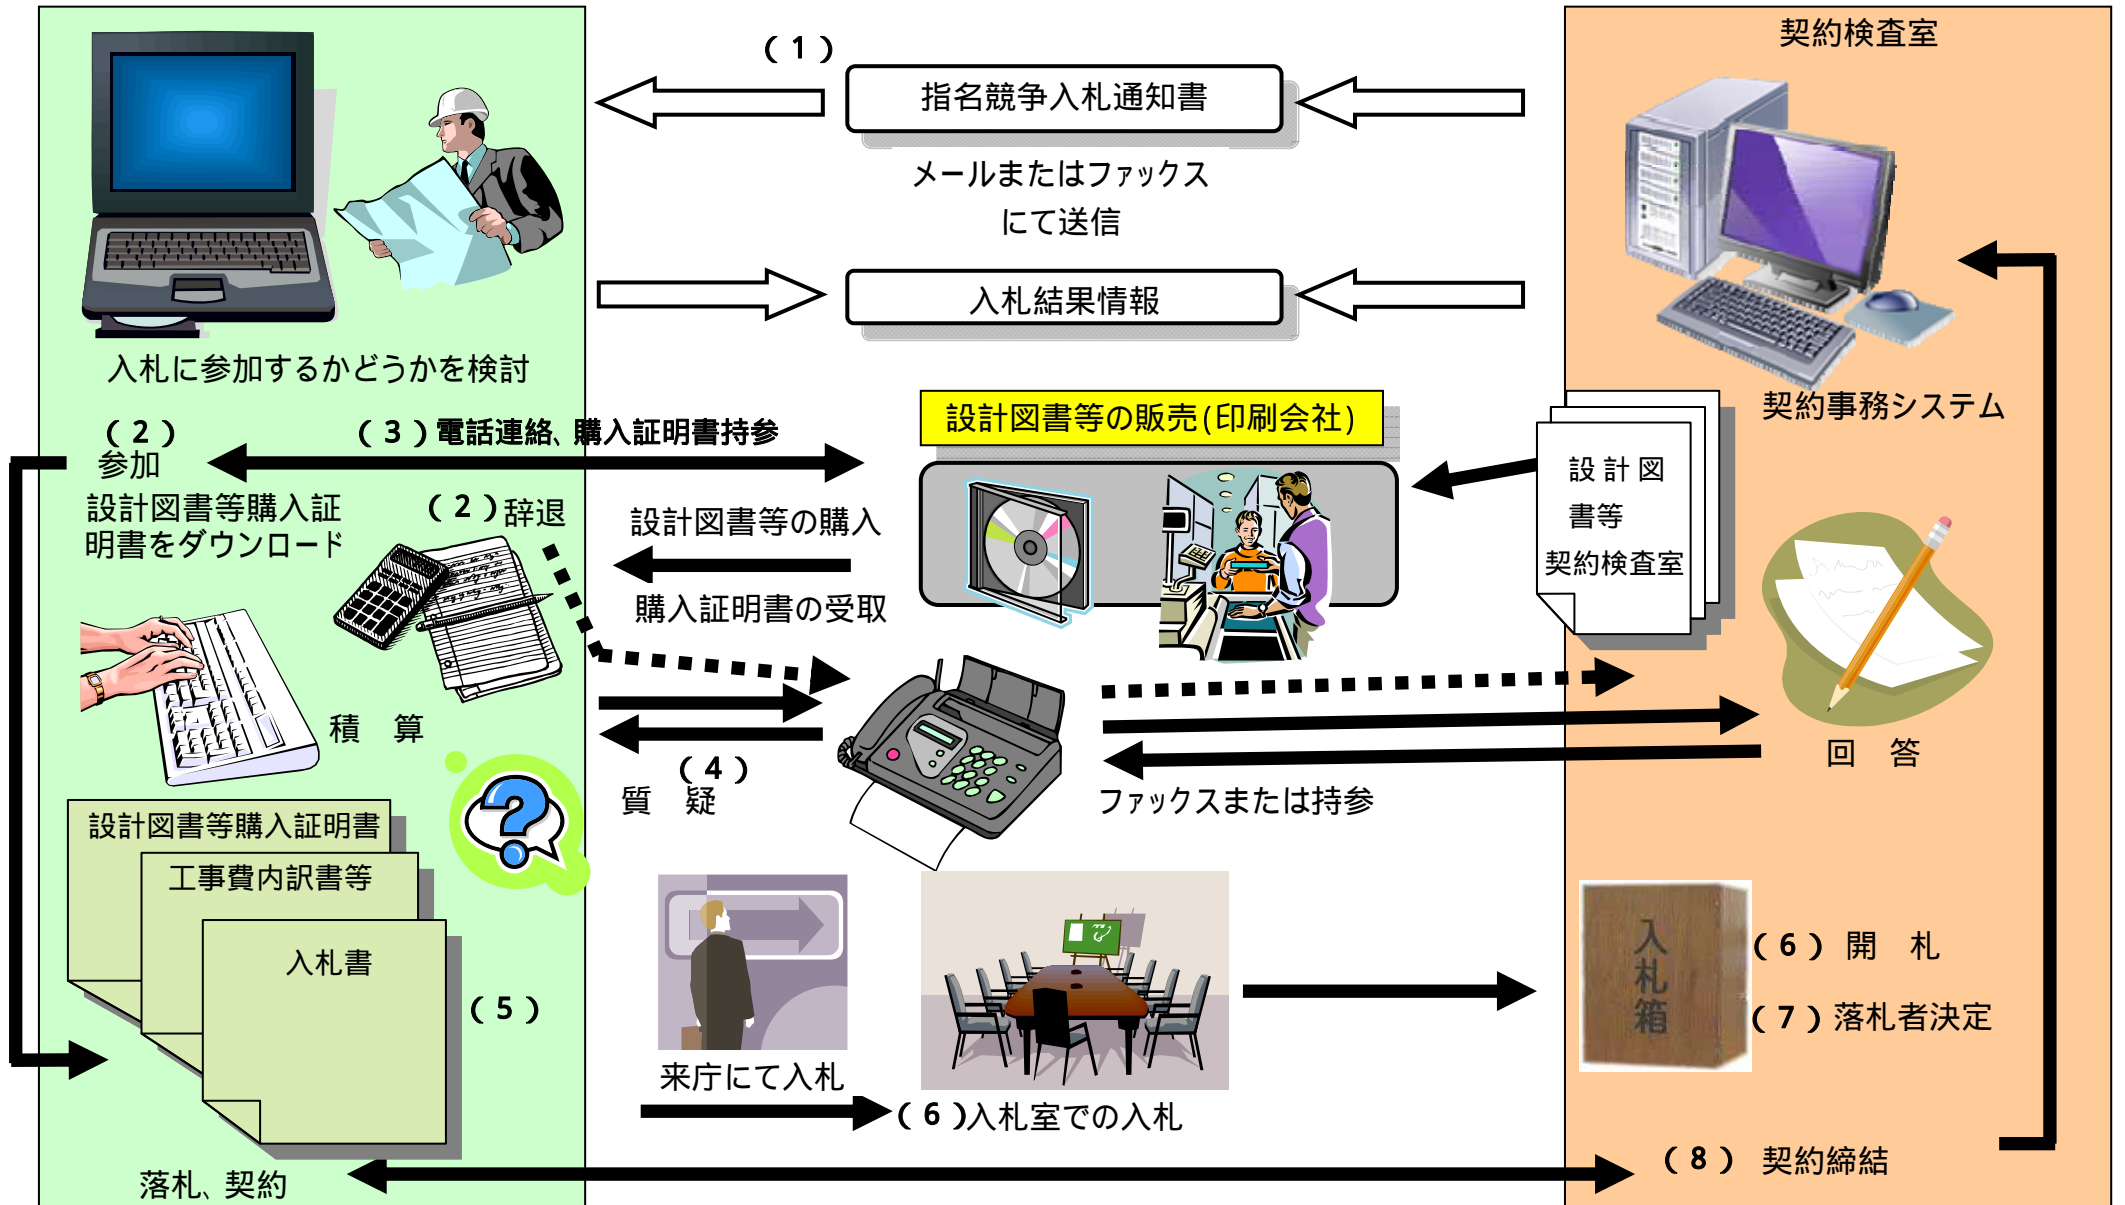 契約検査室
(1)
指名競争入札通知書
メールまたはファックス
にて送信
入札結果情報
入札に参加するかどうかを検討
契約事務システム
(2)
参加
(3)電話連絡、購入証明書持参
設計図書等の販売(印刷会社)
設計図書等購入証
明書をダウンロード
(2)辞退
設計図書等の購入
購入証明書の受取
設計図
書等
契約検査室
積 算
(4)
質 疑
ファックスまたは持参
回 答
設計図書等購入証明書
工事費内訳書等
入札書
(5)
来庁にて入札
(6)入札室での入札
入札箱
(6)開 札
(7)落札者決定
落札、契約
(8) 契約締結